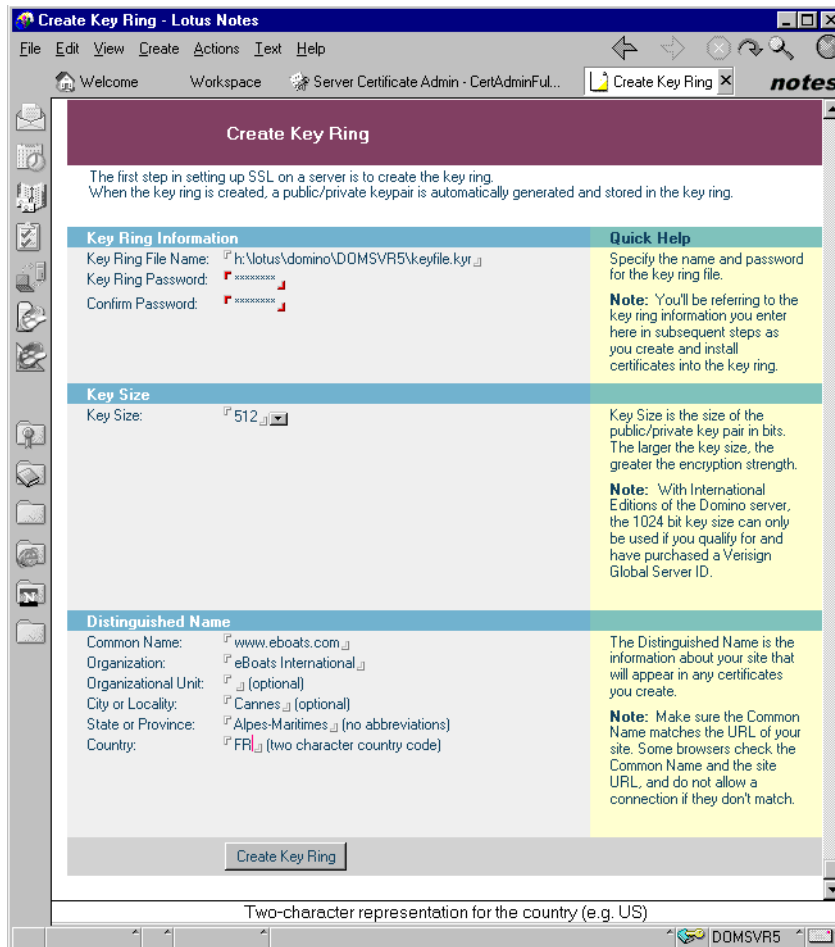 Create Key Ring - Lotus Notes
File Edit View Create Actions Text Help
Welcome Workspace Server Certificate Admin - CertAdminFul... Create Key Ring notes
Create Key Ring
The first step in setting up SSL on a server is to create the key ring.
When the key ring is created, a public/private keypair is automatically generated and stored in the key ring.
Key Ring Information
Key Ring File Name: h:\lotus\domino\DOMSVR5\keyfile.kyr
Key Ring Password: xxxxxxxx
Confirm Password: xxxxxxxx
Quick Help
Specify the name and password
for the key ring file.
Note: You'll be referring to the
key ring information you enter
here in subsequent steps as
you create and install
certificates into the key ring.
Key Size
Key Size: 512
Key Size is the size of the
public/private key pair in bits.
The larger the key size, the
greater the encryption strength.
Note: With International
Editions of the Domino server,
the 1024 bit key size can only
be used if you qualify for and
have purchased a Verisign
Global Server ID.
Distinguished Name
Common Name: www.eboats.com
Organization: eBoats International
Organizational Unit: (optional)
City or Locality: Cannes (optional)
State or Province: Alpes-Maritimes (no abbreviations)
Country: FR (two character country code)
The Distinguished Name is the
information about your site that
will appear in any certificates
you create.
Note: Make sure the Common
Name matches the URL of your
site. Some browsers check the
Common Name and the site
URL, and do not allow a
connection if they don't match.
Create Key Ring
Two-character representation for the country (e.g. US)
DOMSVR5